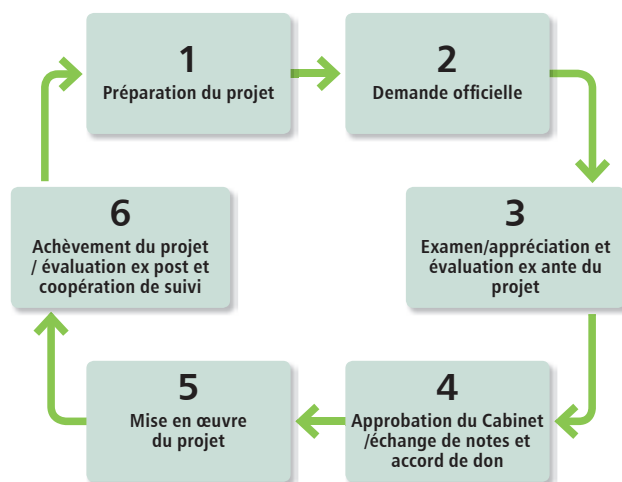 1
Préparation du projet
2
Demande officielle
3
Examen/appréciation et
évaluation ex ante du
projet
4
Approbation du Cabinet
/échange de notes et
accord de don
5
Mise en œuvre
du projet
6
Achèvement du projet
/ évaluation ex post et
coopération de suivi